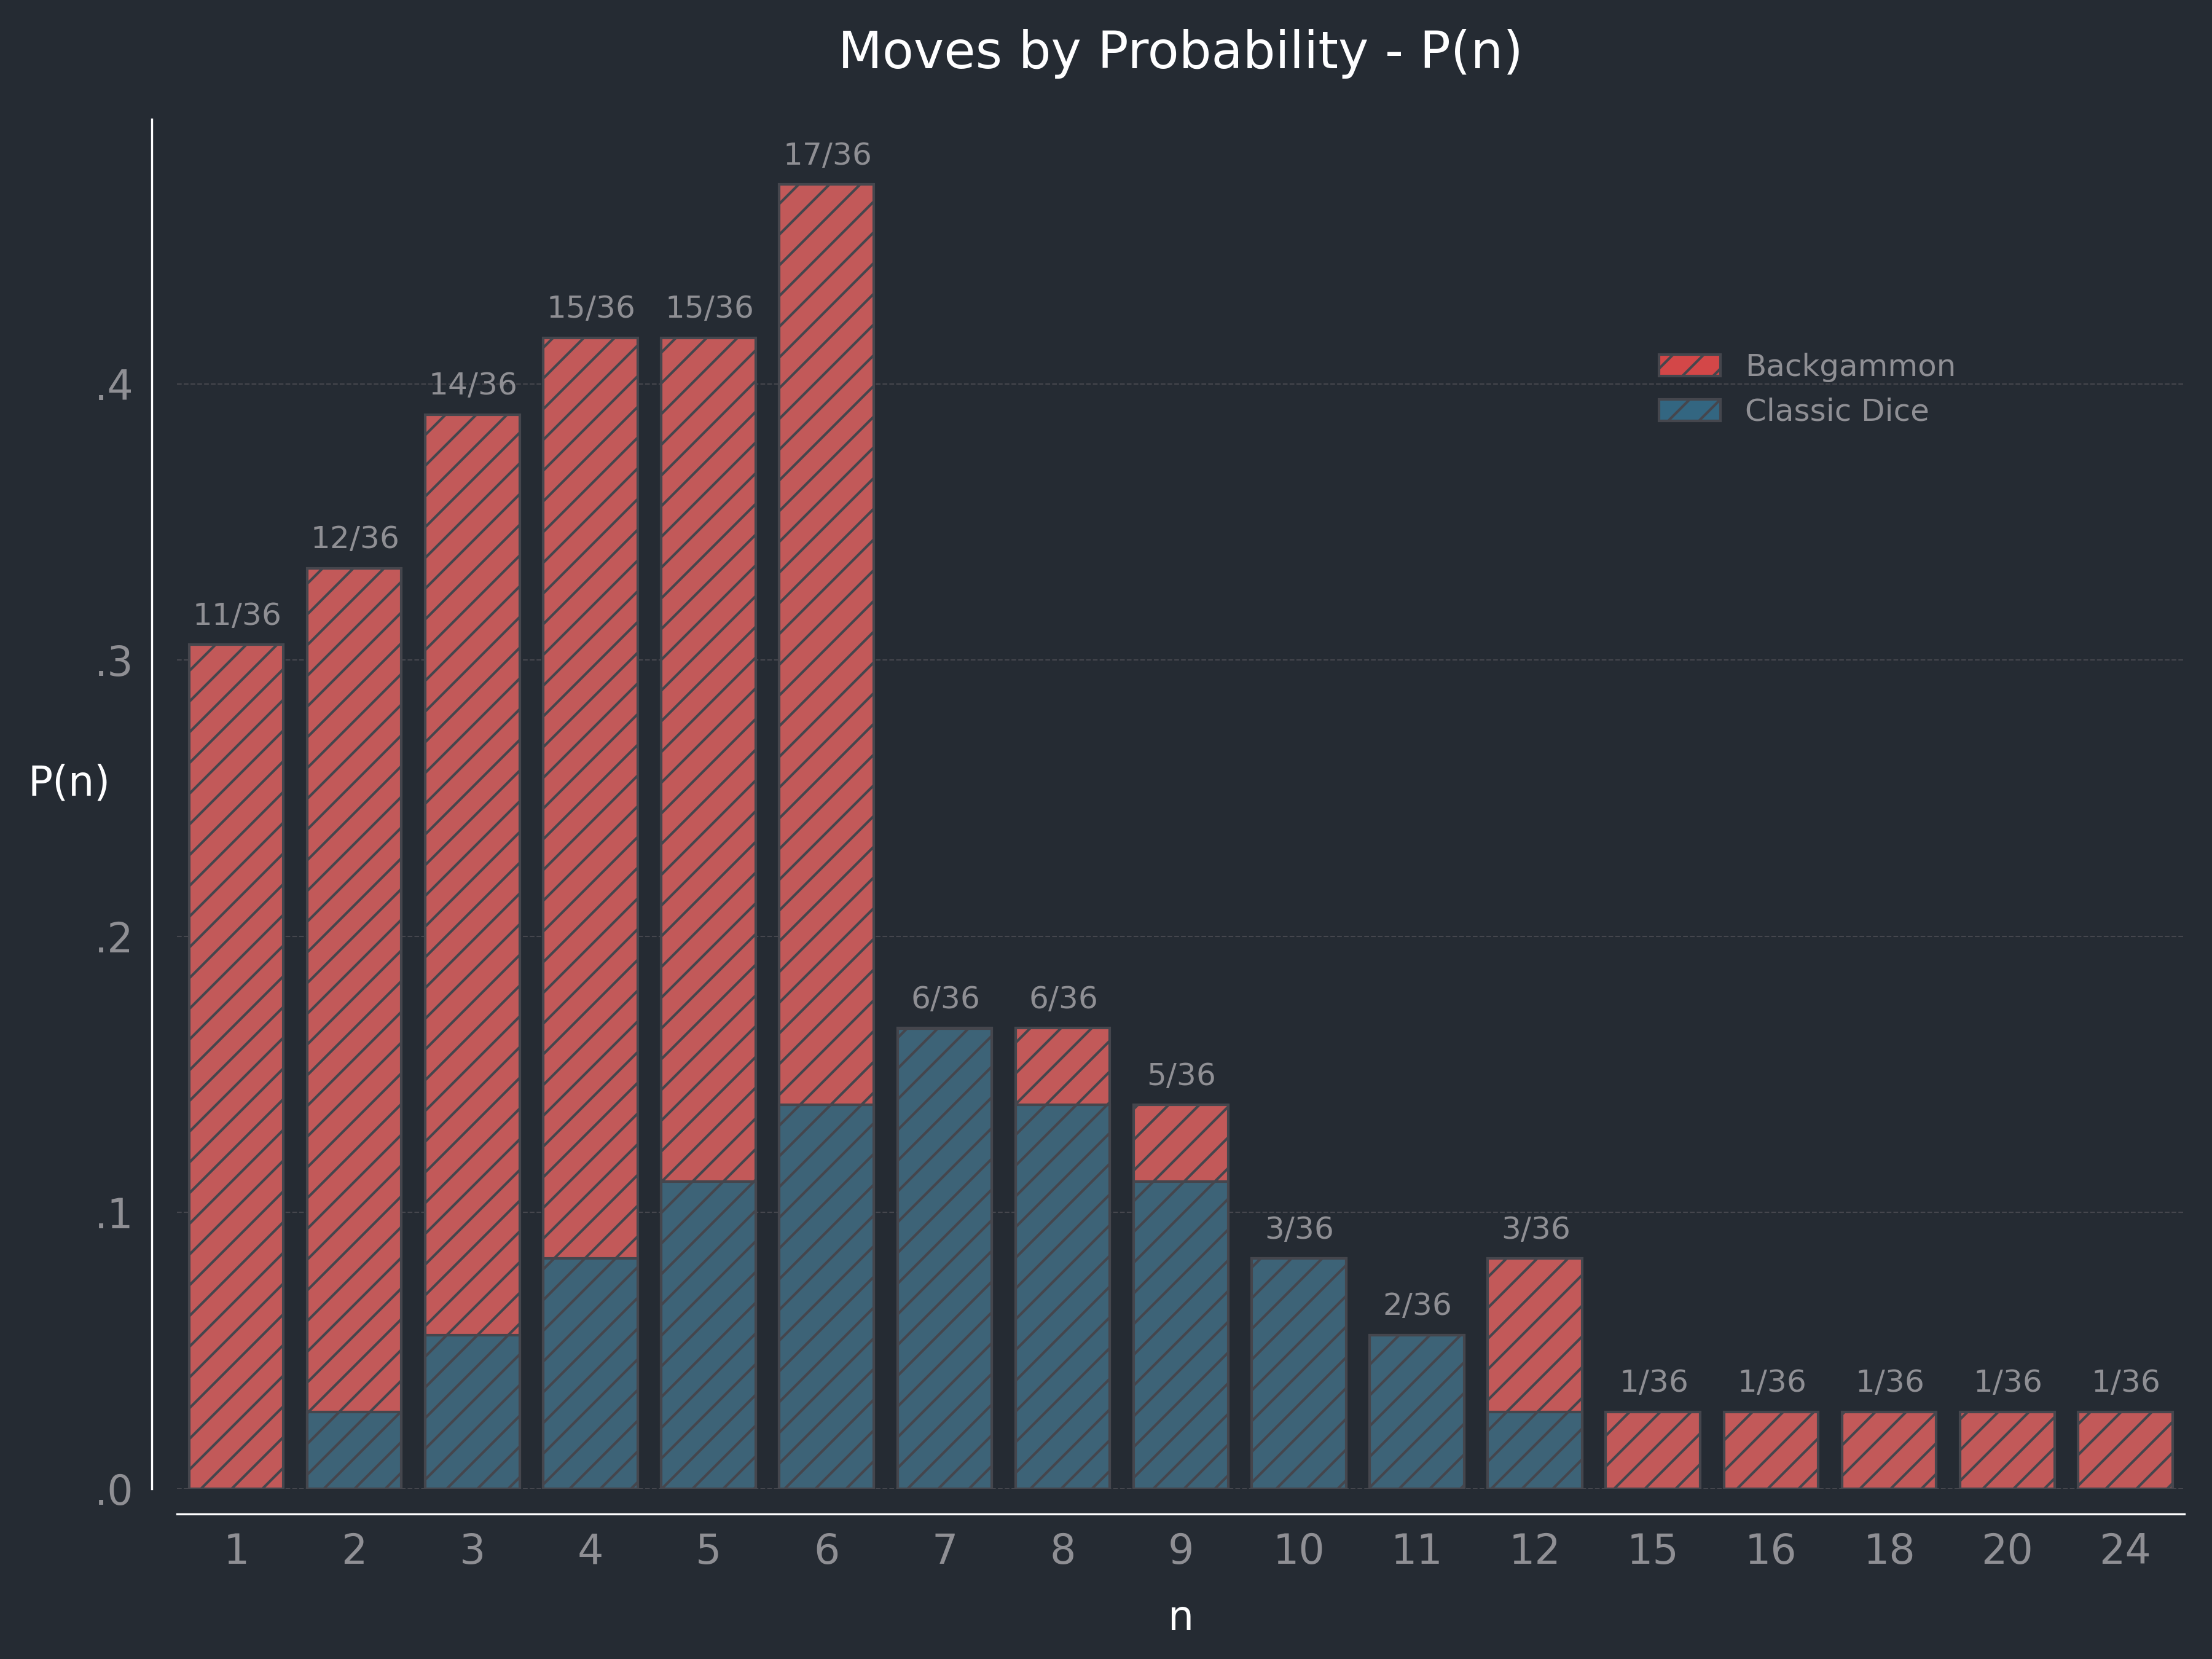 Moves by Probability - P(n)
17/36
15/36 15/36
14/36
12/36
11/36
6/36 6/36
5/36
3/36 3/36
2/36
1/36 1/36 1/36 1/36 1/36
Backgammon
Classic Dice
.4
.3
.2
.1
.0
P(n)
1 2 3 4 5 6 7 8 9 10 11 12 15 16 18 20 24
n